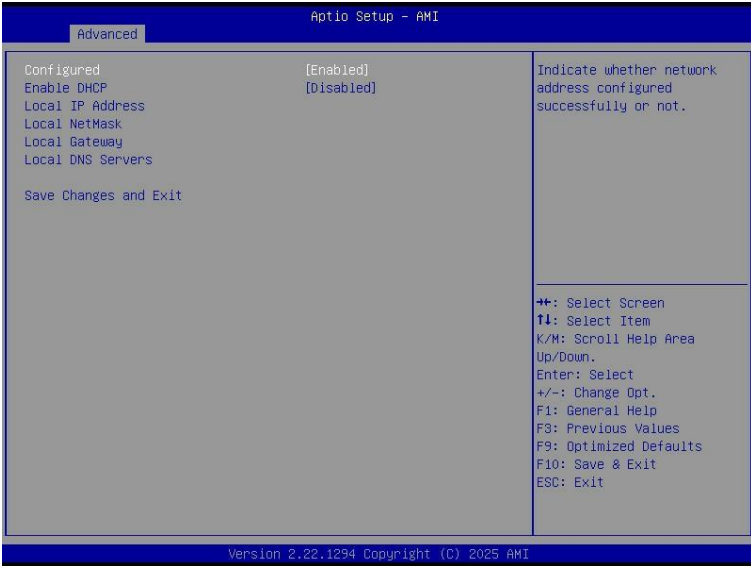 Aptio Setup - AMI
Advanced
Configured [Enabled]
Enable DHCP [Disabled]
Local IP Address
Local NetMask
Local Gateway
Local DNS Servers
Save Changes and Exit
Indicate whether network
address configured
successfully or not.
→←: Select Screen
↑↓: Select Item
K/M: Scroll Help Area
Up/Down.
Enter: Select
+/-: Change Opt.
F1: General Help
F3: Previous Values
F9: Optimized Defaults
F10: Save & Exit
ESC: Exit
Version 2.22.1294 Copyright (C) 2025 AMI